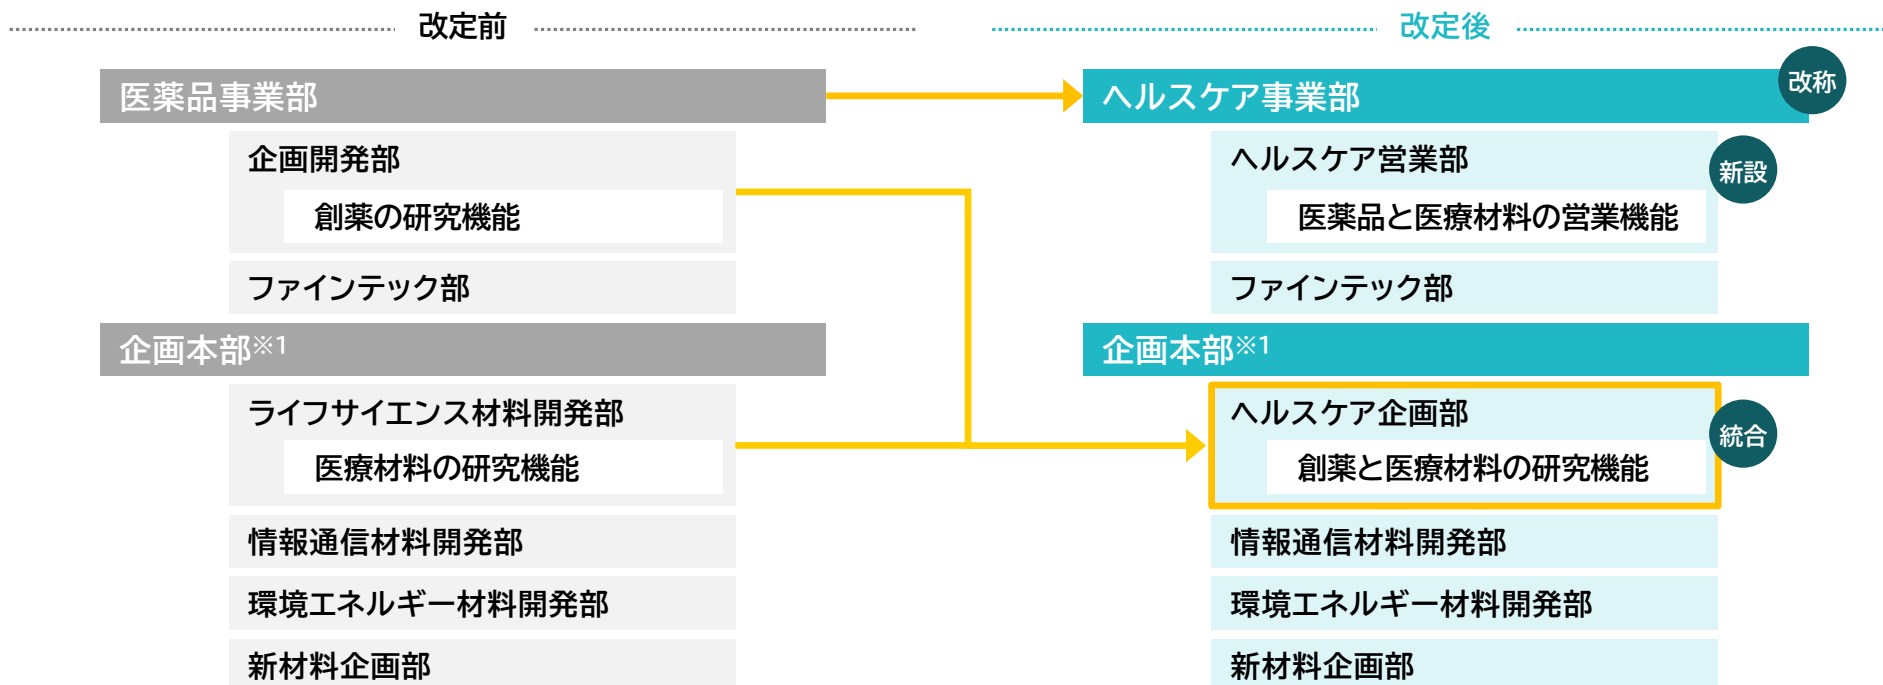 改定前
医薬品事業部
企画開発部
創薬の研究機能
ファインテック部
企画本部※1
ライフサイエンス材料開発部
医療材料の研究機能
情報通信材料開発部
環境エネルギー材料開発部
新材料企画部
改定後
ヘルスケア事業部
改称
ヘルスケア営業部
新設
医薬品と医療材料の営業機能
ファインテック部
企画本部※1
ヘルスケア企画部
統合
創薬と医療材料の研究機能
情報通信材料開発部
環境エネルギー材料開発部
新材料企画部